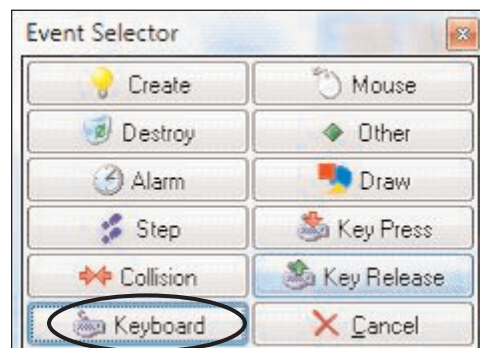 Event Selector
Create
Mouse
Destroy
Other
Alarm
Draw
Step
Key Press
Collision
Key Release
Keyboard
Cancel